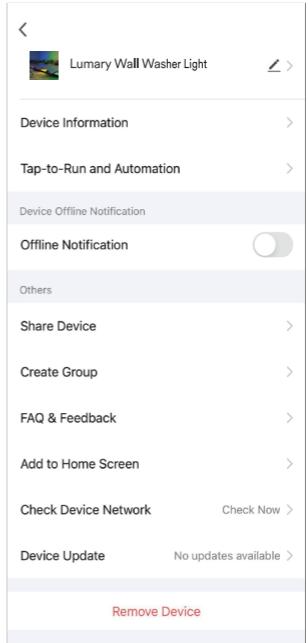 Lumary Wall Washer Light
Device Information
Tap-to-Run and Automation
Device Offline Notification
Offline Notification
Others
Share Device
Create Group
FAQ & Feedback
Add to Home Screen
Check Device Network Check Now
Device Update No updates available
Remove Device